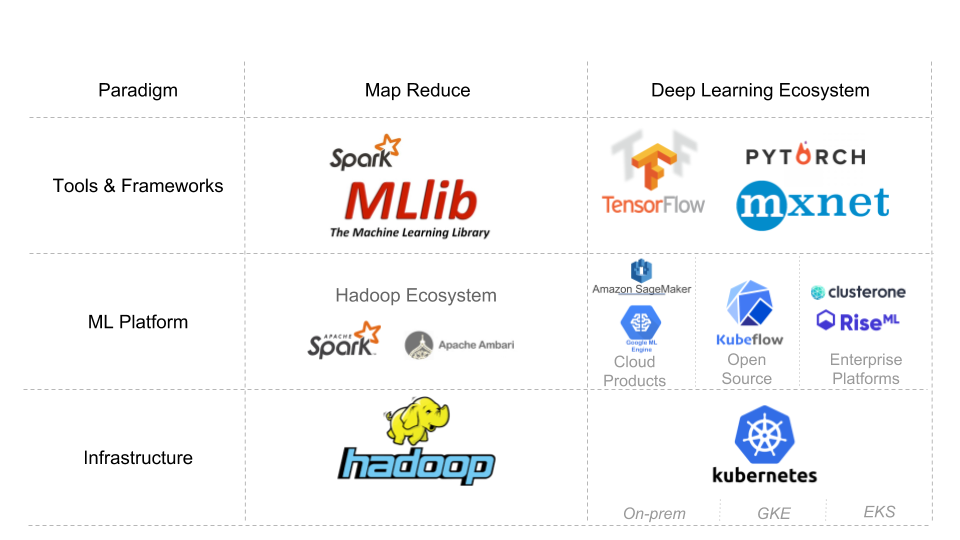 Paradigm
Map Reduce
Deep Learning Ecosystem
Tools & Frameworks
Spark
MLlib
The Machine Learning Library
TensorFlow
PYTORCH
mxnet
ML Platform
Hadoop Ecosystem
APACHE
Spark™
Apache Ambari
Amazon SageMaker
Google ML
Engine
Cloud
Products
Kubeflow
Open
Source
clusterone
RiseML
Enterprise
Platforms
Infrastructure
hadoop
kubernetes
On-prem
GKE
EKS